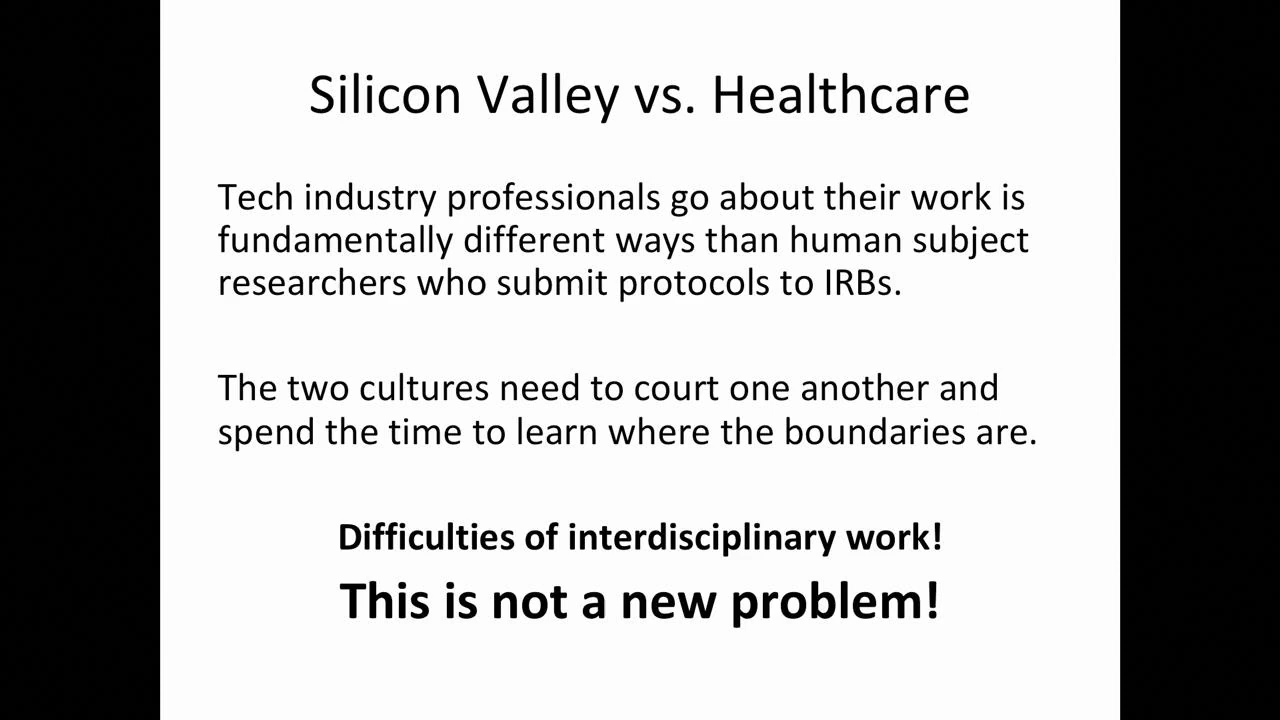 Silicon Valley vs. Healthcare
Tech industry professionals go about their work is
fundamentally different ways than human subject
researchers who submit protocols to IRBs.
The two cultures need to court one another and
spend the time to learn where the boundaries are.
Difficulties of interdisciplinary work!
This is not a new problem!